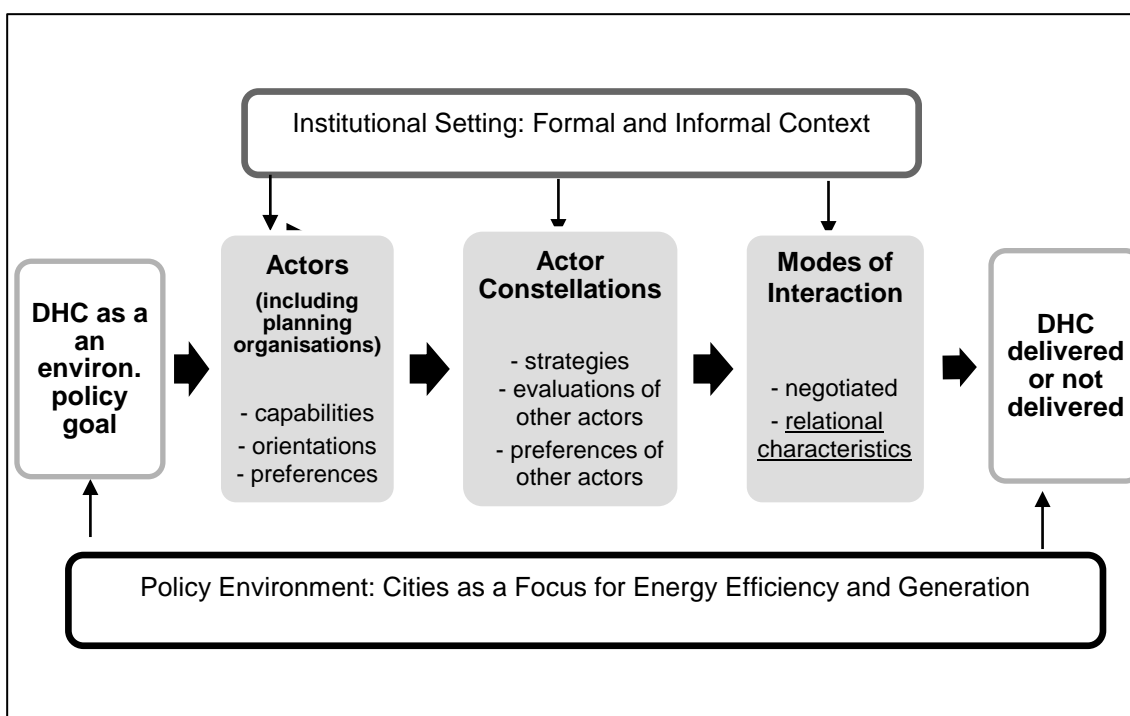 Institutional Setting: Formal and Informal Context
DHC as a
an
environ.
policy
goal
Actors
(including
planning
organisations)
- capabilities
- orientations
- preferences
Actor
Constellations
- strategies
- evaluations of
other actors
- preferences of
other actors
Modes of
Interaction
- negotiated
- relational
characteristics
DHC
delivered
or not
delivered
Policy Environment: Cities as a Focus for Energy Efficiency and Generation